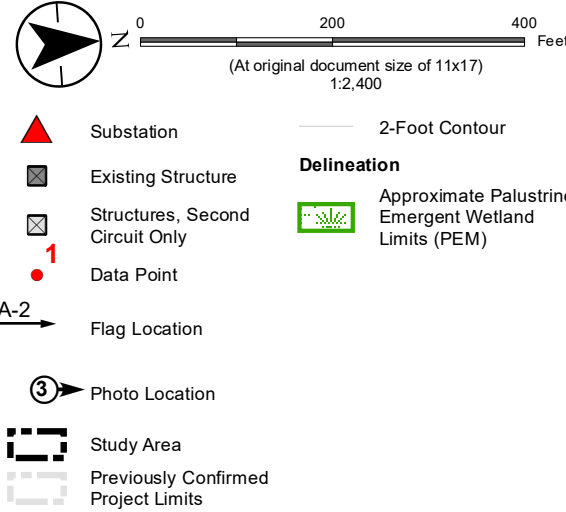 N
0 200 400
Feet
(At original document size of 11x17)
1:2,400
Substation
Existing Structure
Structures, Second
Circuit Only
1
Data Point
A-2
Flag Location
3
Photo Location
Study Area
Previously Confirmed
Project Limits
2-Foot Contour
Delineation
Approximate Palustrine
Emergent Wetland
Limits (PEM)